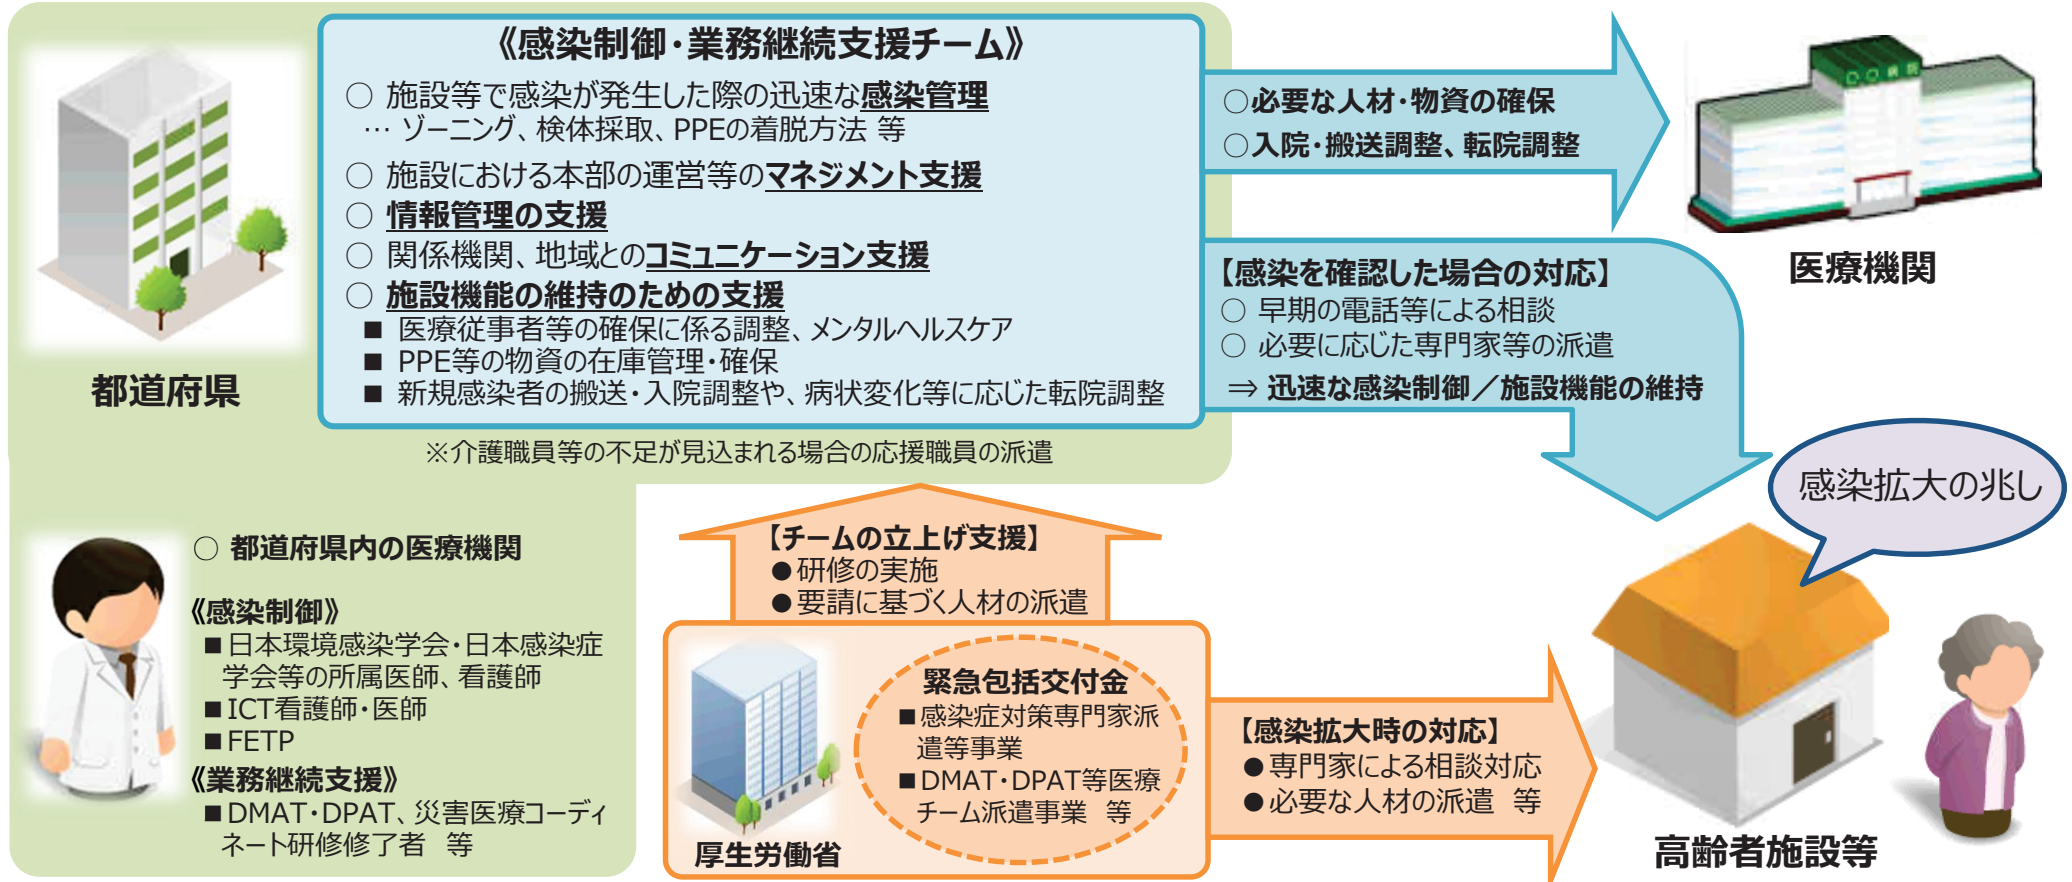 《感染制御・業務継続支援チーム》
○ 施設等で感染が発生した際の迅速な感染管理
… ゾーニング、検体採取、PPEの着脱方法 等
○ 施設における本部の運営等のマネジメント支援
○ 情報管理の支援
○ 関係機関、地域とのコミュニケーション支援
○ 施設機能の維持のための支援
■ 医療従事者等の確保に係る調整、メンタルヘルスケア
■ PPE等の物資の在庫管理・確保
■ 新規感染者の搬送・入院調整や、病状変化等に応じた転院調整
都道府県
※介護職員等の不足が見込まれる場合の応援職員の派遣
○必要な人材・物資の確保
○入院・搬送調整、転院調整
〇〇病院
医療機関
【感染を確認した場合の対応】
○ 早期の電話等による相談
○ 必要に応じた専門家等の派遣
⇒ 迅速な感染制御／施設機能の維持
感染拡大の兆し
○ 都道府県内の医療機関
《感染制御》
■日本環境感染学会・日本感染症
学会等の所属医師、看護師
■ICT看護師・医師
■FETP
《業務継続支援》
■DMAT・DPAT、災害医療コーディ
ネート研修修了者 等
【チームの立上げ支援】
●研修の実施
●要請に基づく人材の派遣
緊急包括交付金
■感染症対策専門家派
遣等事業
■DMAT・DPAT等医療
チーム派遣事業 等
厚生労働省
【感染拡大時の対応】
●専門家による相談対応
●必要な人材の派遣 等
高齢者施設等